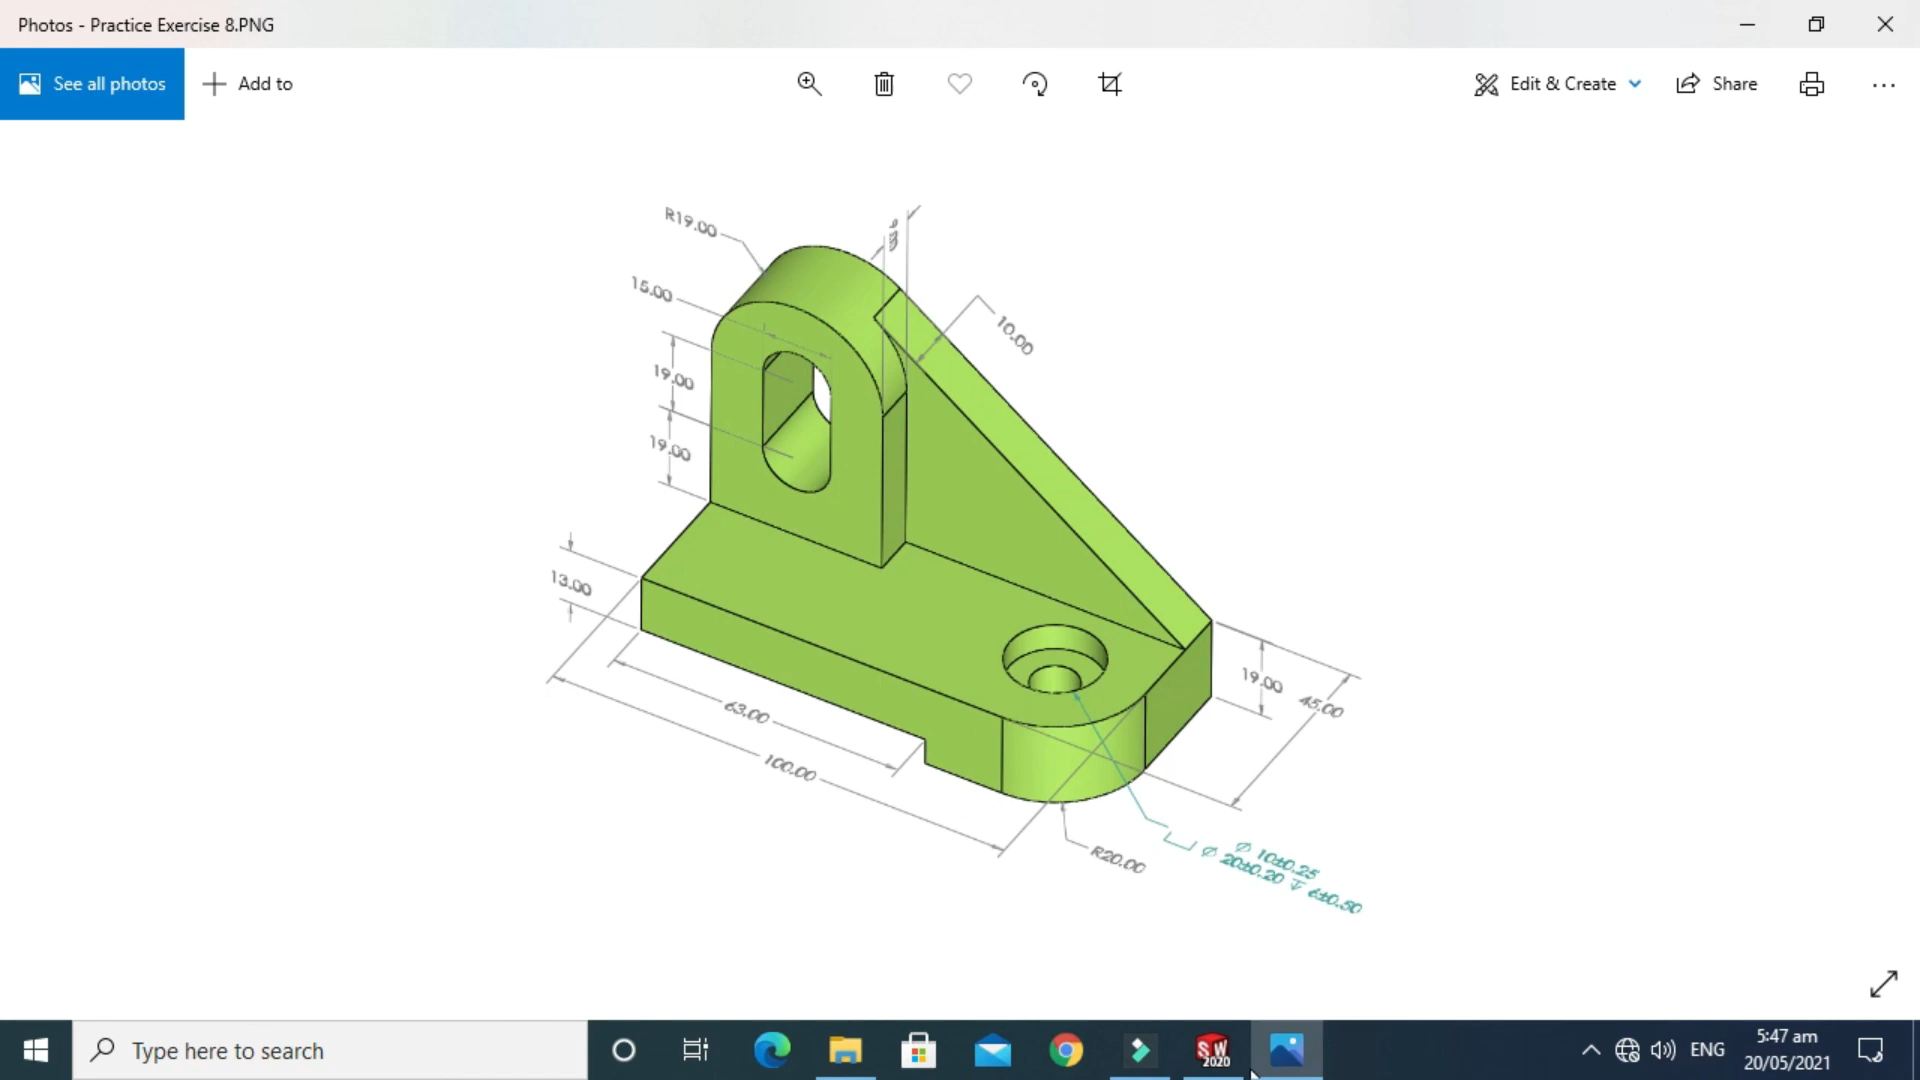 Photos - Practice Exercise 8.PNG
See all photos
Add to
Edit & Create
Share
R19.00
15.00
10.00
19.00
19.00
13.00
63.00
100.00
19.00
45.00
R20.00
∅ 10±0.25
⌴ ∅ 20±0.20 ↧ 6±0.50
Type here to search
SW
2020
ENG
5:47 am
20/05/2021